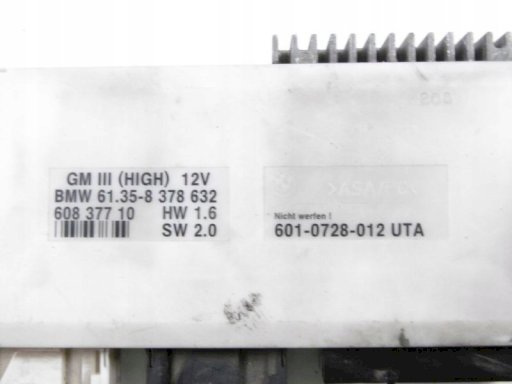 GM III (HIGH) 12V
BMW 61.35-8 378 632
608 377 10 HW 1.6
SW 2.0
Nicht werfen !
601-0728-012 UTA